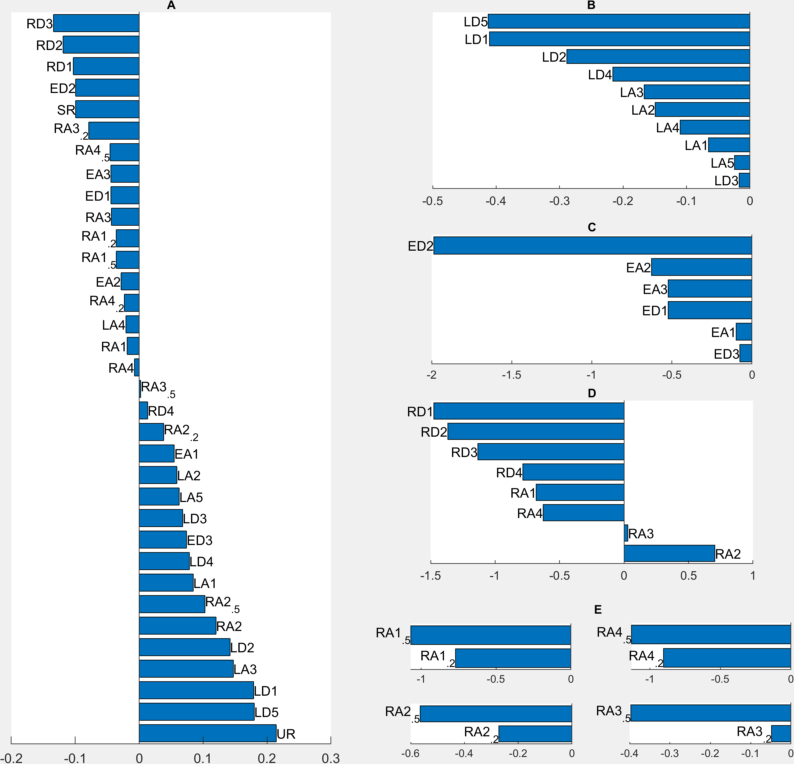 A
RD3
RD2
RD1
ED2
SR
RA3.2
RA4.5
EA3
ED1
RA3
RA1.2
RA1.5
EA2
RA4.2
LA4
RA1
RA4
RA3.5
RD4
RA2.2
EA1
LA2
LA5
LD3
ED3
LD4
LA1
RA2.5
RA2
LD2
LA3
LD1
LD5
UR
-0.2 -0.1 0 0.1 0.2 0.3
B
LD5
LD1
LD2
LD4
LA3
LA2
LA4
LA1
LA5
LD3
-0.5 -0.4 -0.3 -0.2 -0.1 0
C
ED2
EA2
EA3
ED1
EA1
ED3
-2 -1.5 -1 -0.5 0
D
RD1
RD2
RD3
RD4
RA1
RA4
RA3
RA2
-1.5 -1 -0.5 0 0.5 1
E
RA1.5
RA1.2
-1 -0.5 0
RA4.5
RA4.2
-1 -0.5 0
RA2.5
RA2.2
-0.6 -0.4 -0.2 0
RA3.5
RA3.2
-0.4 -0.3 -0.2 -0.1 0